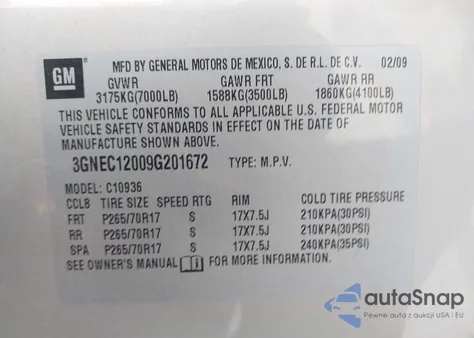 GM
MFD BY GENERAL MOTORS DE MEXICO, S. DE R.L. DE C.V. 02/09
GVWR GAWR FRT GAWR RR
3175KG(7000LB) 1588KG(3500LB) 1860KG(4100LB)
THIS VEHICLE CONFORMS TO ALL APPLICABLE U.S. FEDERAL MOTOR
VEHICLE SAFETY STANDARDS IN EFFECT ON THE DATE OF
MANUFACTURE SHOWN ABOVE.
3GNEC12009G201672 TYPE: M.P.V.
MODEL: C10936
CCLB TIRE SIZE SPEED RTG RIM COLD TIRE PRESSURE
FRT P265/70R17 S 17X7.5J 210KPA(30PSI)
RR P265/70R17 S 17X7.5J 210KPA(30PSI)
SPA P265/70R17 S 17X7.5J 240KPA(35PSI)
SEE OWNER'S MANUAL FOR MORE INFORMATION.
autoSnap
Pewne auta z aukcji USA i EU